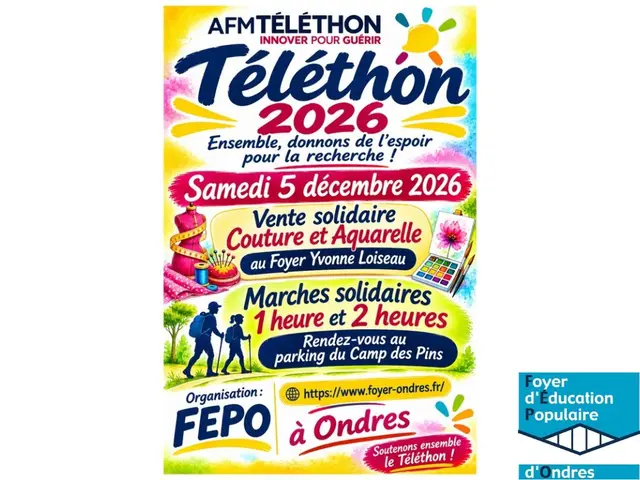 AFMTÉLÉTHON
INNOVER POUR GUÉRIR
Téléthon
2026
Ensemble, donnons de l'espoir
pour la recherche !
Samedi 5 décembre 2026
Vente solidaire
Couture et Aquarelle
au Foyer Yvonne Loiseau
Marches solidaires
1 heure et 2 heures
Rendez-vous au
parking du Camp des Pins
Organisation :
FEPO
https://www.foyer-ondres.fr/
à Ondres
Soutenons ensemble
le Téléthon !
Foyer
d'Éducation
Populaire
d'Ondres